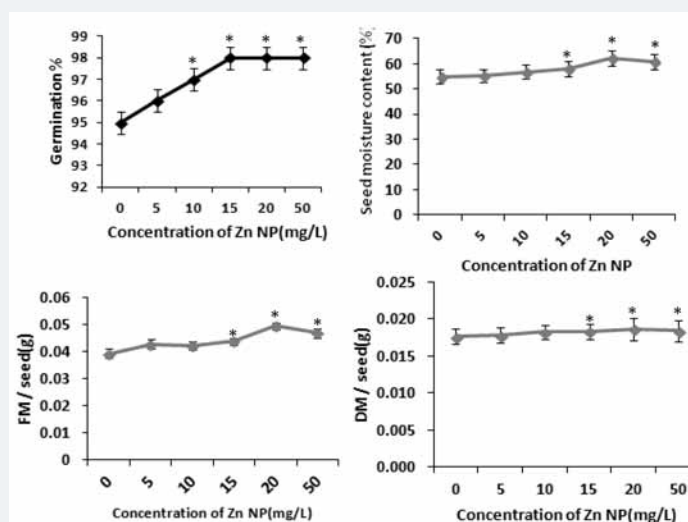 Germination %
99
98
97
96
95
94
93
92
* * * *
0 5 10 15 20 50
Concentration of Zn NP(mg/L)
Seed moisture content (%)
70
60
50
40
30
20
10
0
* * *
0 5 10 15 20 50
Concentration of Zn NP
FM / seed(g)
0.06
0.05
0.04
0.03
0.02
0.01
0
* * *
0 5 10 15 20 50
Concentration of Zn NP(mg/L)
DM / seed(g)
0.025
0.020
0.015
0.010
0.005
0.000
* * *
0 5 10 15 20 50
Concentration of Zn NP(mg/L)